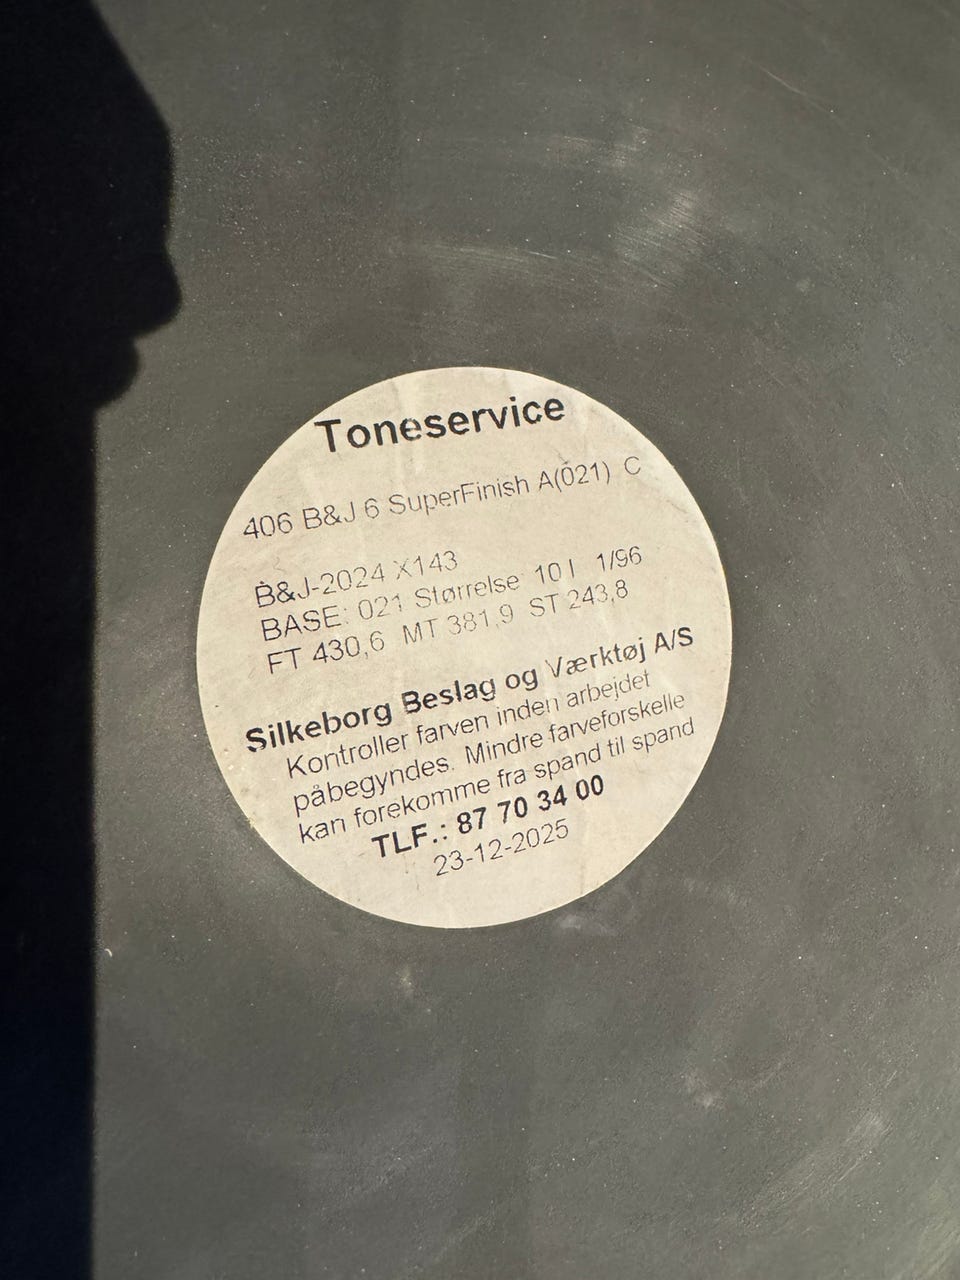 Toneservice
406 B&J 6 SuperFinish A(021) C
B&J-2024 X143
BASE: 021 Størrelse 10 l 1/96
FT 430,6 MT 381,9 ST 243,8
Silkeborg Beslag og Værktøj A/S
Kontroller farven inden arbejdet
påbegyndes. Mindre farveforskelle
kan forekomme fra spand til spand
TLF.: 87 70 34 00
23-12-2025